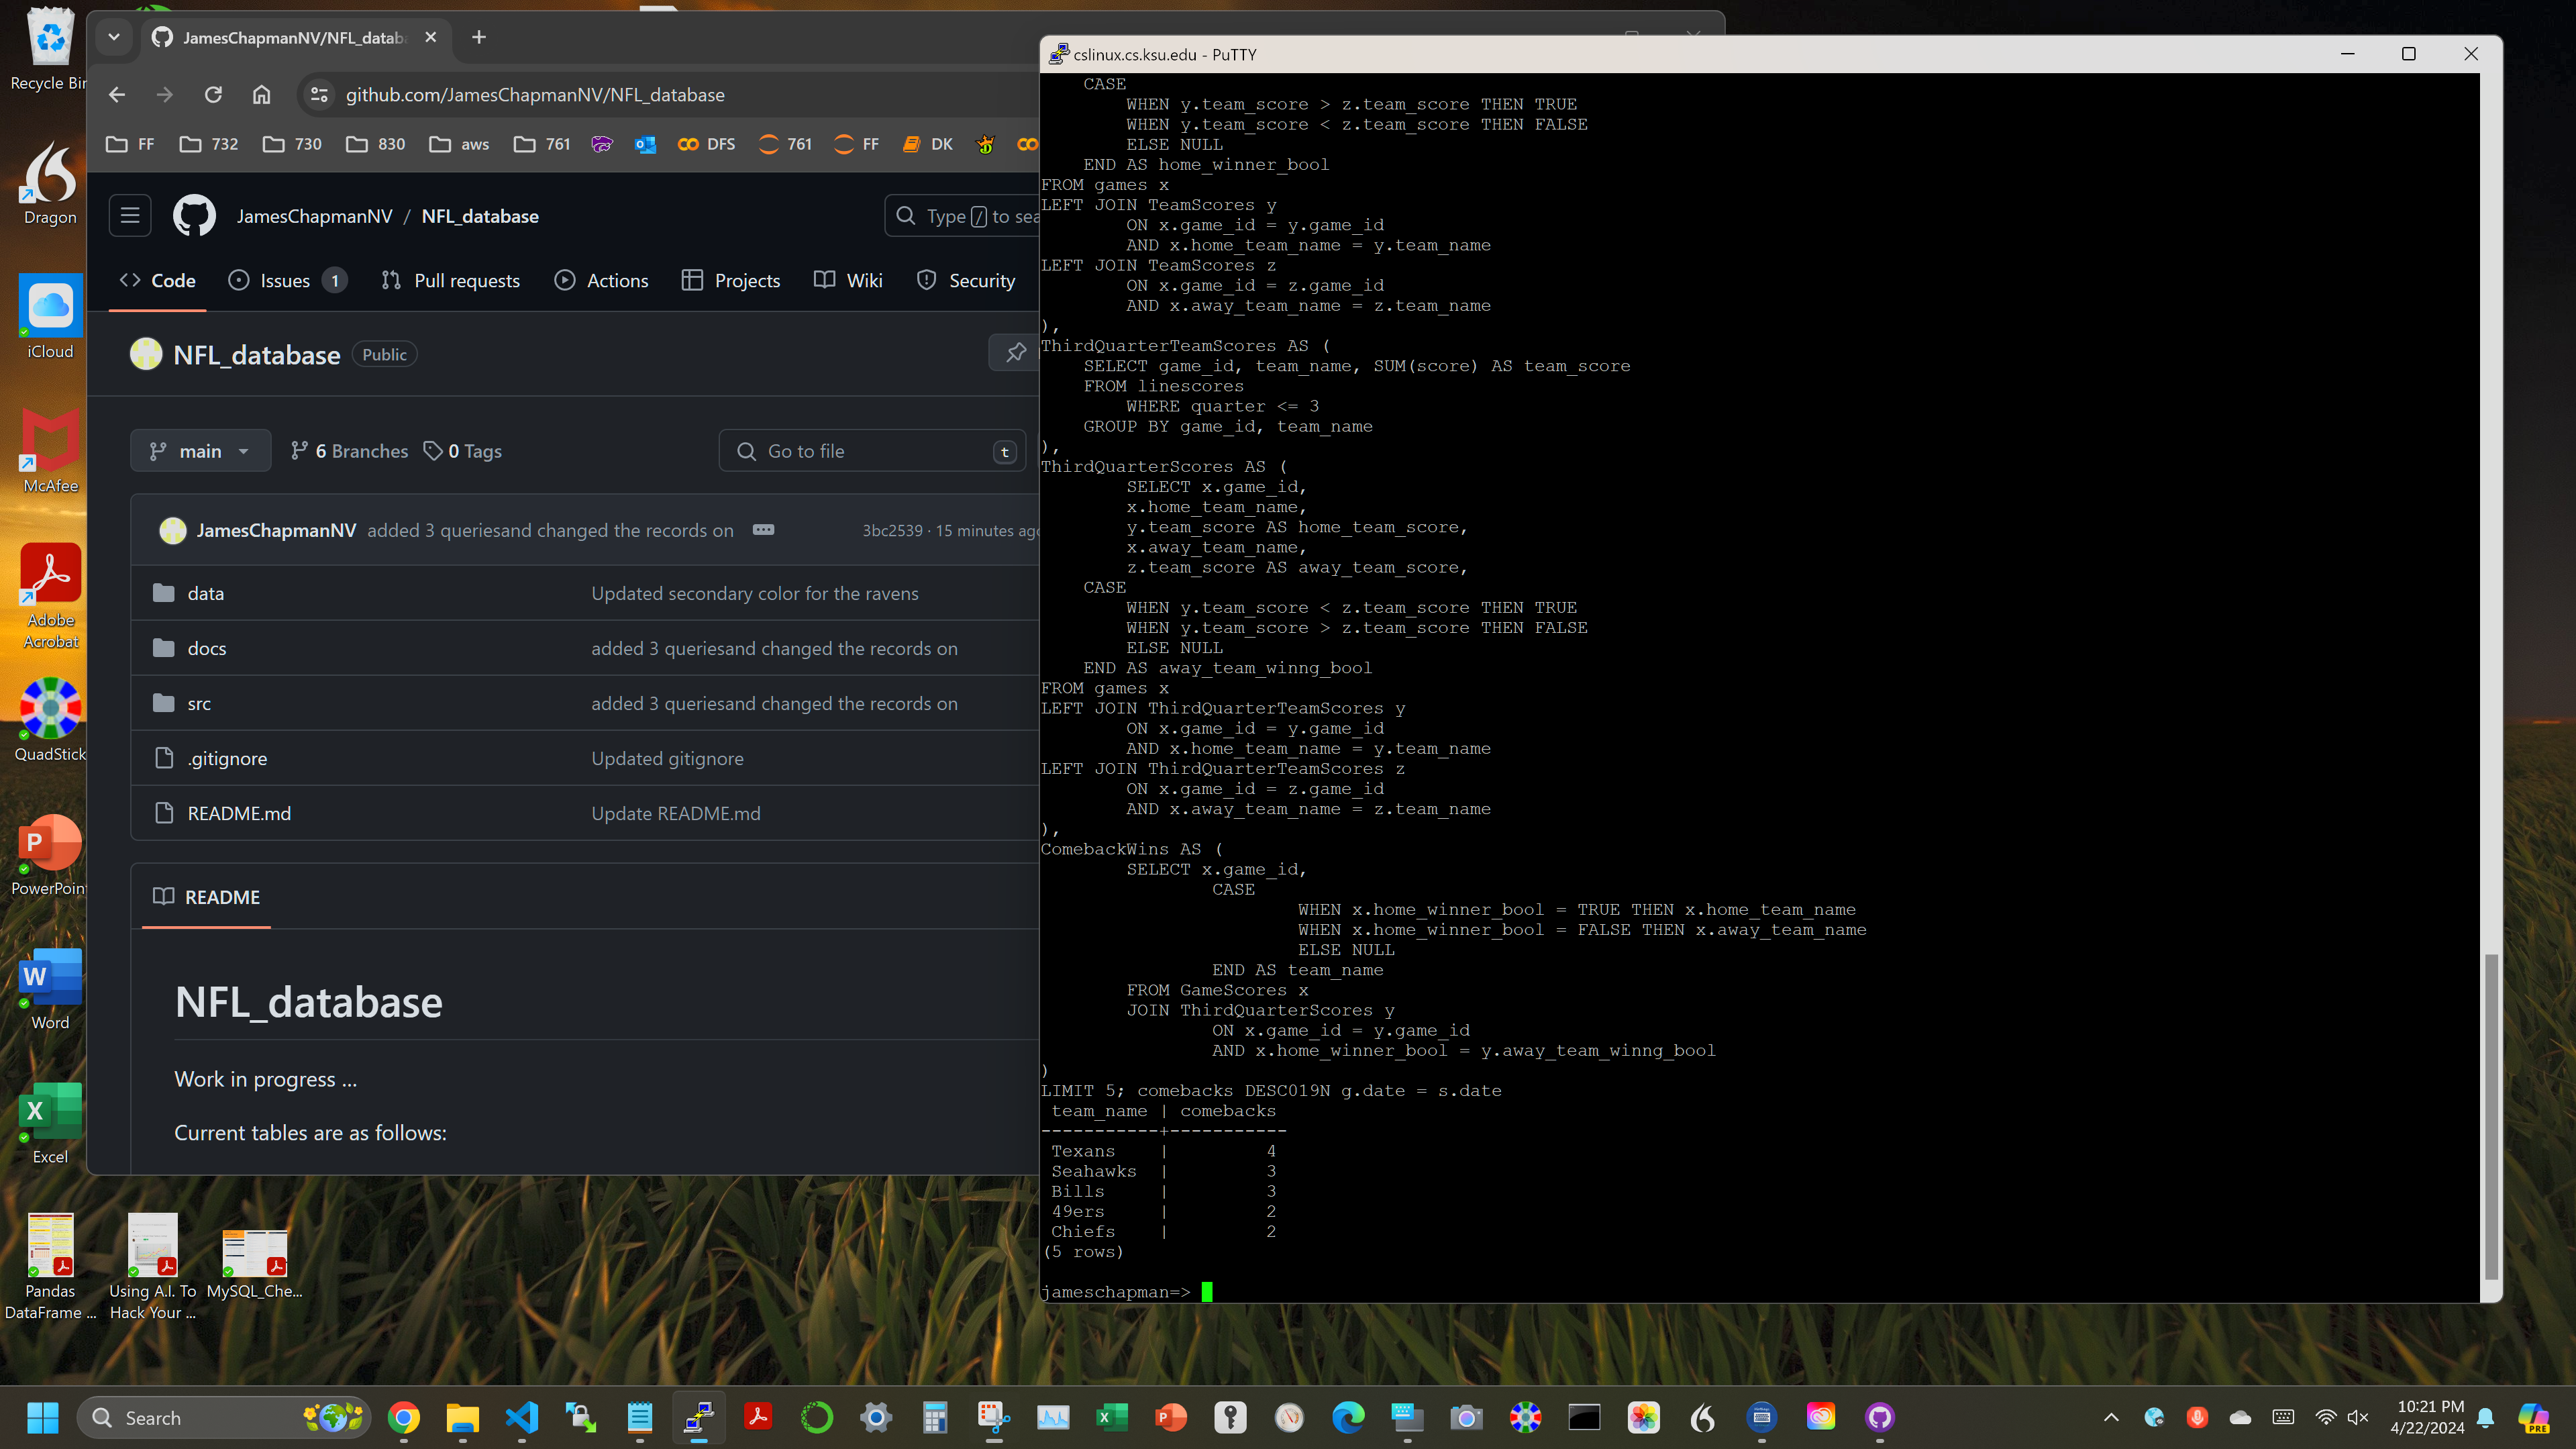 Recycle Bin
Dragon
iCloud
McAfee
Adobe
Acrobat
QuadStick
PowerPoint
Word
Excel
Pandas
DataFrame ...
Using A.I. To
Hack Your ...
MySQL_Che...
JamesChapmanNV/NFL_datab
github.com/JamesChapmanNV/NFL_database
FF
732
730
830
aws
761
DFS
761
FF
DK
JamesChapmanNV / NFL_database
Type / to sea
Code
Issues 1
Pull requests
Actions
Projects
Wiki
Security
NFL_database
Public
main
6 Branches
0 Tags
Go to file
t
JamesChapmanNV added 3 queriesand changed the records on
3bc2539 · 15 minutes ago
data Updated secondary color for the ravens
docs added 3 queriesand changed the records on
src added 3 queriesand changed the records on
.gitignore Updated gitignore
README.md Update README.md
README
NFL_database
Work in progress ...
Current tables are as follows:
cslinux.cs.ksu.edu - PuTTY
CASE
WHEN y.team_score > z.team_score THEN TRUE
WHEN y.team_score < z.team_score THEN FALSE
ELSE NULL
END AS home_winner_bool
FROM games x
LEFT JOIN TeamScores y
ON x.game_id = y.game_id
AND x.home_team_name = y.team_name
LEFT JOIN TeamScores z
ON x.game_id = z.game_id
AND x.away_team_name = z.team_name
),
ThirdQuarterTeamScores AS (
SELECT game_id, team_name, SUM(score) AS team_score
FROM linescores
WHERE quarter <= 3
GROUP BY game_id, team_name
),
ThirdQuarterScores AS (
SELECT x.game_id,
x.home_team_name,
y.team_score AS home_team_score,
x.away_team_name,
z.team_score AS away_team_score,
CASE
WHEN y.team_score < z.team_score THEN TRUE
WHEN y.team_score > z.team_score THEN FALSE
ELSE NULL
END AS away_team_winng_bool
FROM games x
LEFT JOIN ThirdQuarterTeamScores y
ON x.game_id = y.game_id
AND x.home_team_name = y.team_name
LEFT JOIN ThirdQuarterTeamScores z
ON x.game_id = z.game_id
AND x.away_team_name = z.team_name
),
ComebackWins AS (
SELECT x.game_id,
CASE
WHEN x.home_winner_bool = TRUE THEN x.home_team_name
WHEN x.home_winner_bool = FALSE THEN x.away_team_name
ELSE NULL
END AS team_name
FROM GameScores x
JOIN ThirdQuarterScores y
ON x.game_id = y.game_id
AND x.home_winner_bool = y.away_team_winng_bool
)
LIMIT 5; comebacks DESC019N g.date = s.date
team_name | comebacks
-----------+-----------
Texans | 4
Seahawks | 3
Bills | 3
49ers | 2
Chiefs | 2
(5 rows)
jameschapman=>
Search
10:21 PM
4/22/2024
PRE